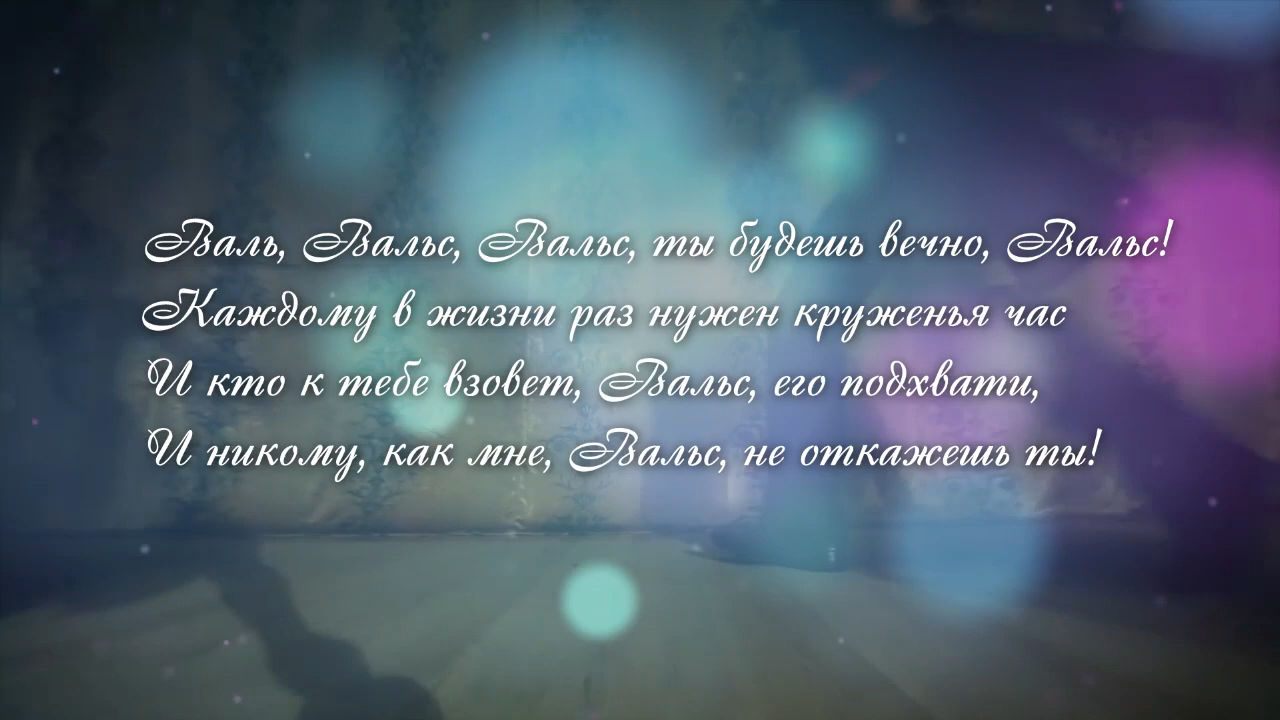 Валь, Вальс, Вальс, ты будешь вечно, Вальс!
Каждому в жизни раз нужен круженья час
И кто к тебе взовет, Вальс, его подхвати,
И никому, как мне, Вальс, не откажешь ты!